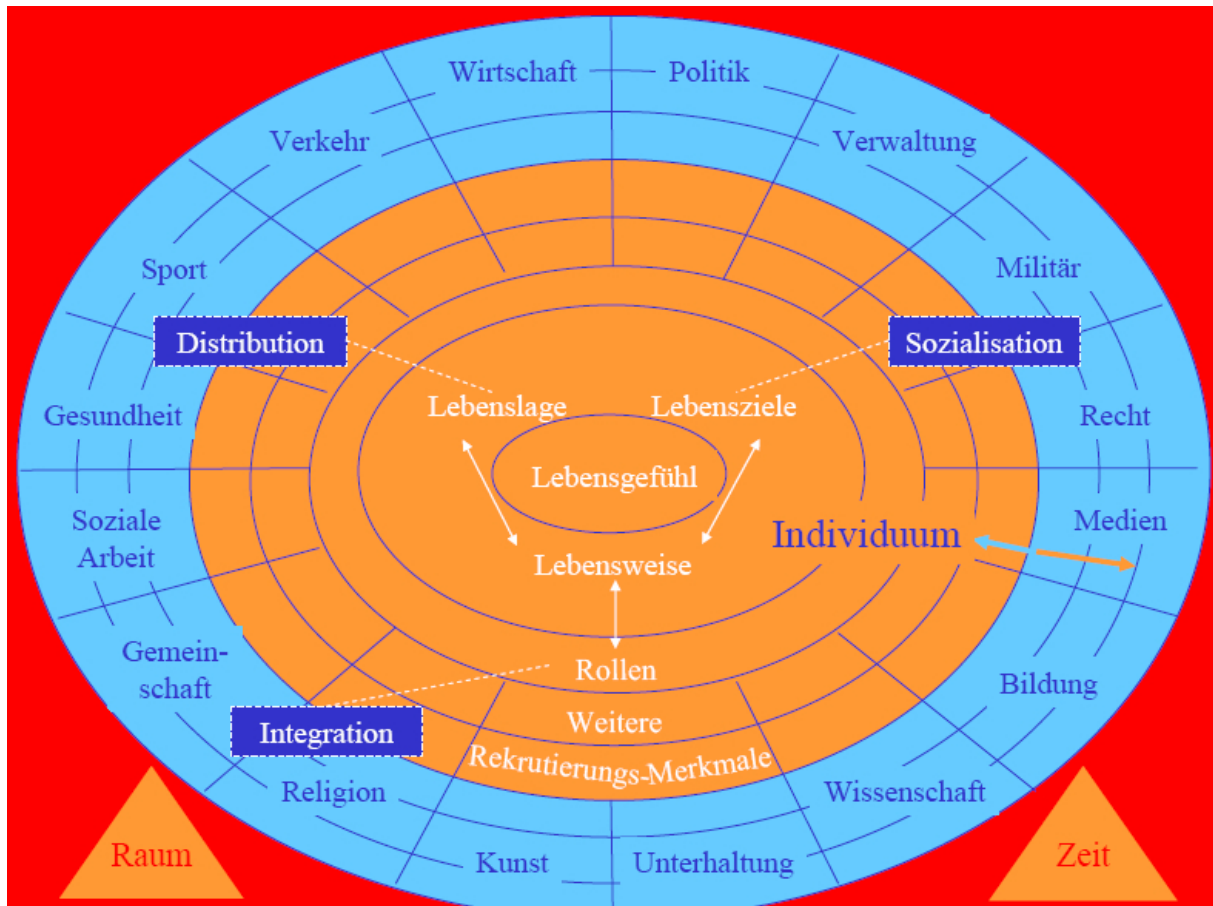 Wirtschaft
Politik
Verkehr
Verwaltung
Sport
Militär
Distribution
Sozialisation
Lebenslage
Lebensziele
Gesundheit
Recht
Lebensgefühl
Soziale
Arbeit
Medien
Individuum
Lebensweise
Gemein-
schaft
Rollen
Bildung
Integration
Weitere
Rekrutierungs-Merkmale
Religion
Wissenschaft
Kunst
Unterhaltung
Raum
Zeit